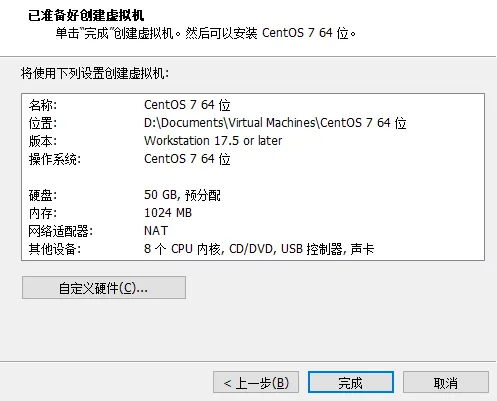 已准备好创建虚拟机
单击“完成”创建虚拟机。然后可以安装 CentOS 7 64 位。
将使用下列设置创建虚拟机:
名称: CentOS 7 64 位
位置: D:\Documents\Virtual Machines\CentOS 7 64 位
版本: Workstation 17.5 or later
操作系统: CentOS 7 64 位
硬盘: 50 GB, 预分配
内存: 1024 MB
网络适配器: NAT
其他设备: 8 个 CPU 内核, CD/DVD, USB 控制器, 声卡
自定义硬件(C)...
< 上一步(B) 完成 取消